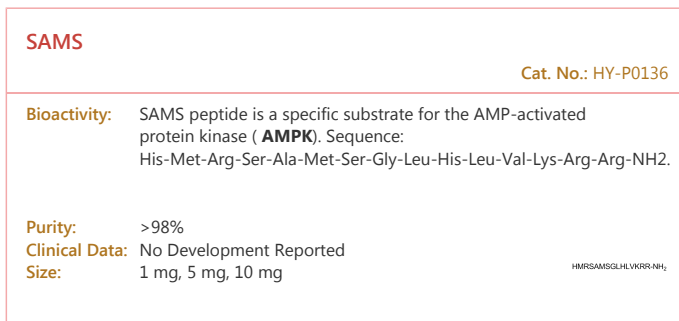 SAMS
Cat. No.: HY-P0136
Bioactivity: SAMS peptide is a specific substrate for the AMP-activated
protein kinase ( AMPK). Sequence:
His-Met-Arg-Ser-Ala-Met-Ser-Gly-Leu-His-Leu-Val-Lys-Arg-Arg-NH2.
Purity: >98%
Clinical Data: No Development Reported
Size: 1 mg, 5 mg, 10 mg
HMRSAMSGLHLVKRR-NH₂